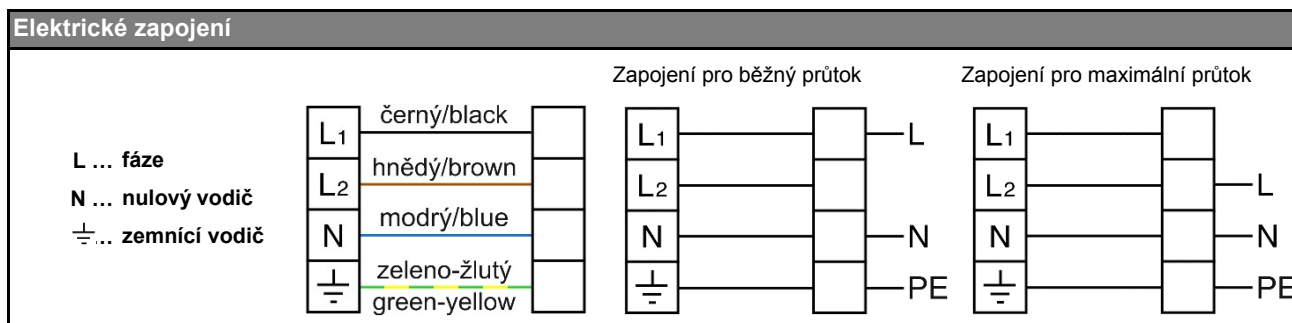 Elektrické zapojení
L ... fáze
N ... nulový vodič
... zemnící vodič
L1
černý/black
L2
hnědý/brown
N
modrý/blue
zeleno-žlutý
green-yellow
Zapojení pro běžný průtok
L1
L
L2
N
N
PE
Zapojení pro maximální průtok
L1
L2
L
N
N
PE